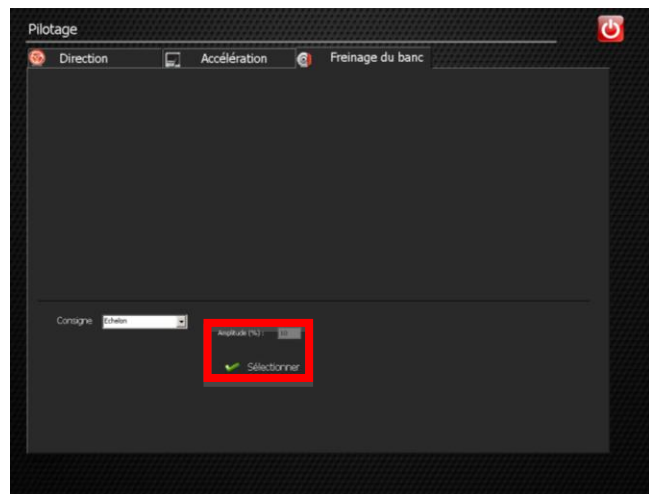 Pilotage
Direction Accélération Freinage du banc
Consigne Echelon
Amplitude (%) :
Sélectionner